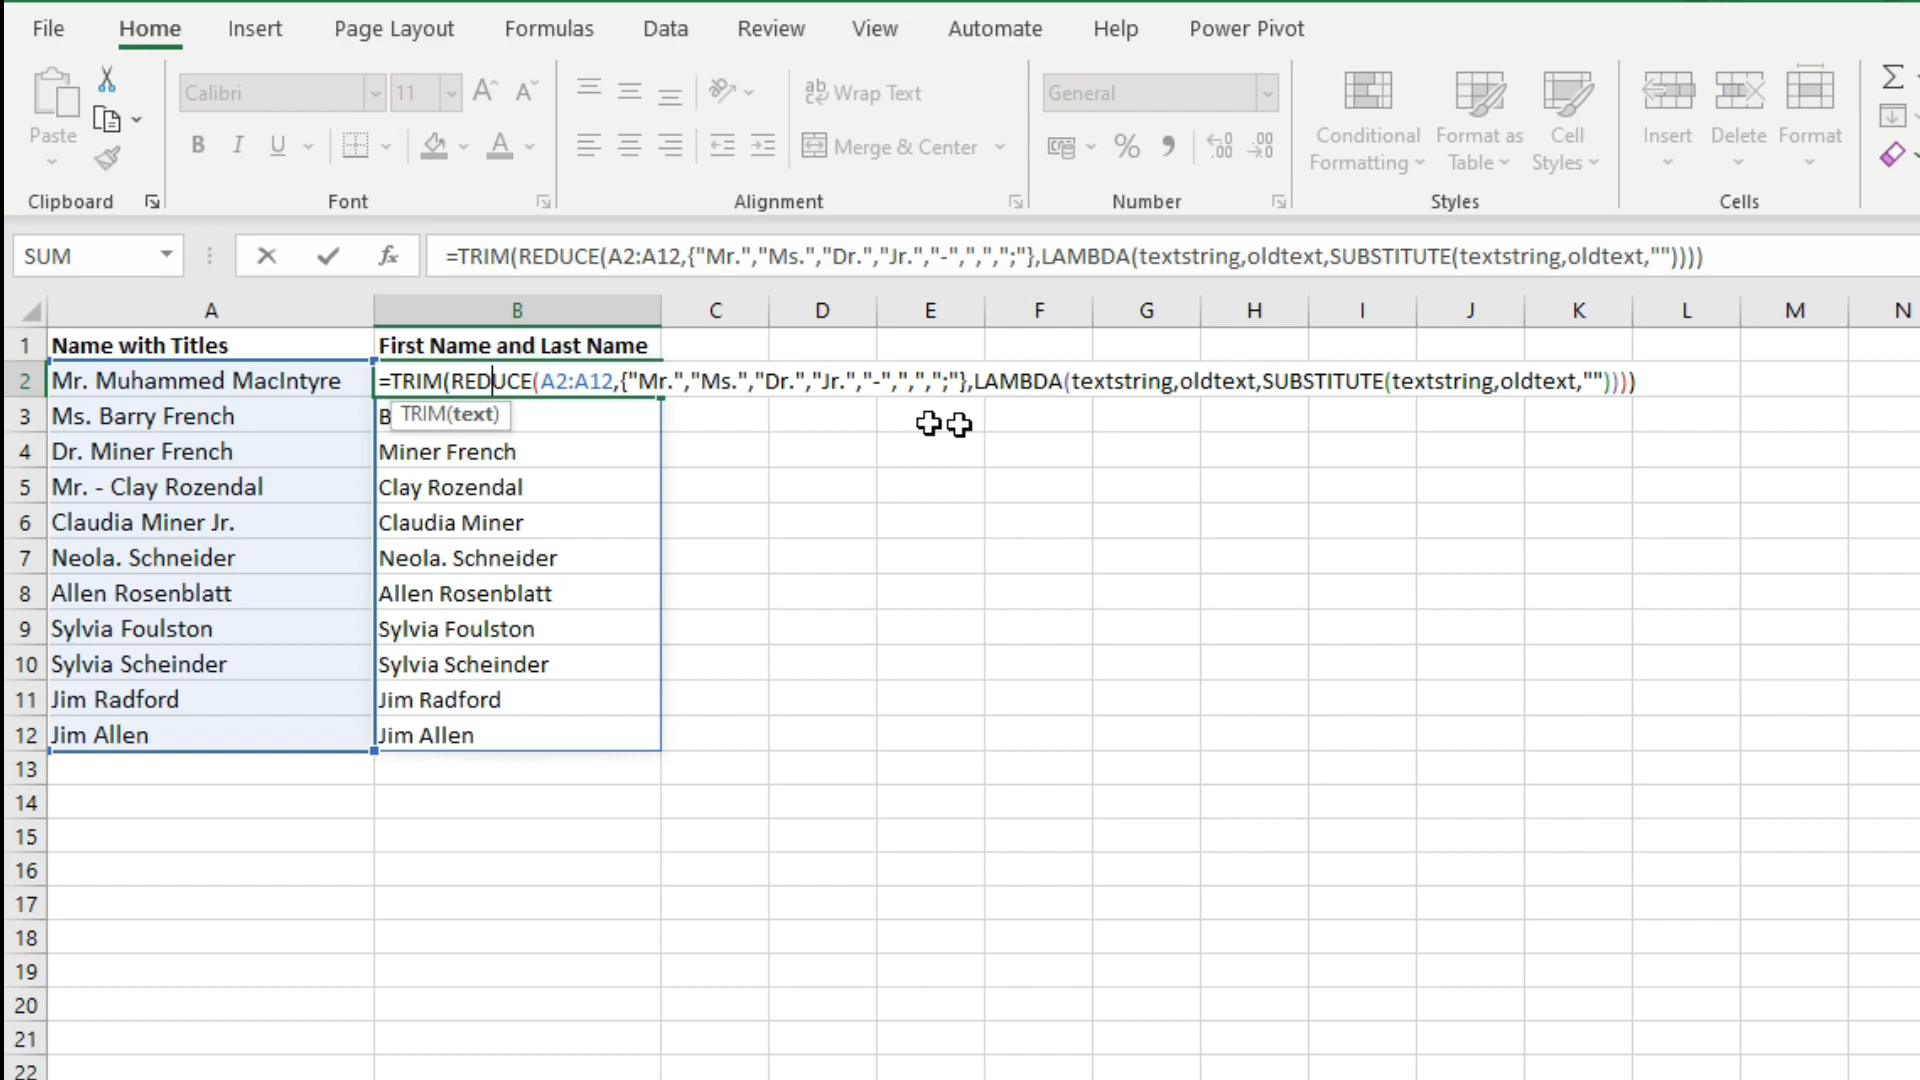 File Home Insert Page Layout Formulas Data Review View Automate Help Power Pivot
Paste
Calibri 11 A^ Aˇ
B I U A
ab Wrap Text
Merge & Center
General
% , .00 .00
Conditional Formatting
Format as Table
Cell Styles
Insert Delete Format
Σ
Clipboard Font Alignment Number Styles Cells
SUM fx =TRIM(REDUCE(A2:A12,{"Mr.","Ms.","Dr.","Jr.","-",",",";"},LAMBDA(textstring,oldtext,SUBSTITUTE(textstring,oldtext,""))))
A B C D E F G H I J K L M N
1 Name with Titles First Name and Last Name
2 Mr. Muhammed MacIntyre =TRIM(REDUCE(A2:A12,{"Mr.","Ms.","Dr.","Jr.","-",",",";"},LAMBDA(textstring,oldtext,SUBSTITUTE(textstring,oldtext,""))))
3 Ms. Barry French B TRIM(text)
4 Dr. Miner French Miner French
5 Mr. - Clay Rozendal Clay Rozendal
6 Claudia Miner Jr. Claudia Miner
7 Neola. Schneider Neola. Schneider
8 Allen Rosenblatt Allen Rosenblatt
9 Sylvia Foulston Sylvia Foulston
10 Sylvia Scheinder Sylvia Scheinder
11 Jim Radford Jim Radford
12 Jim Allen Jim Allen
13
14
15
16
17
18
19
20
21
22